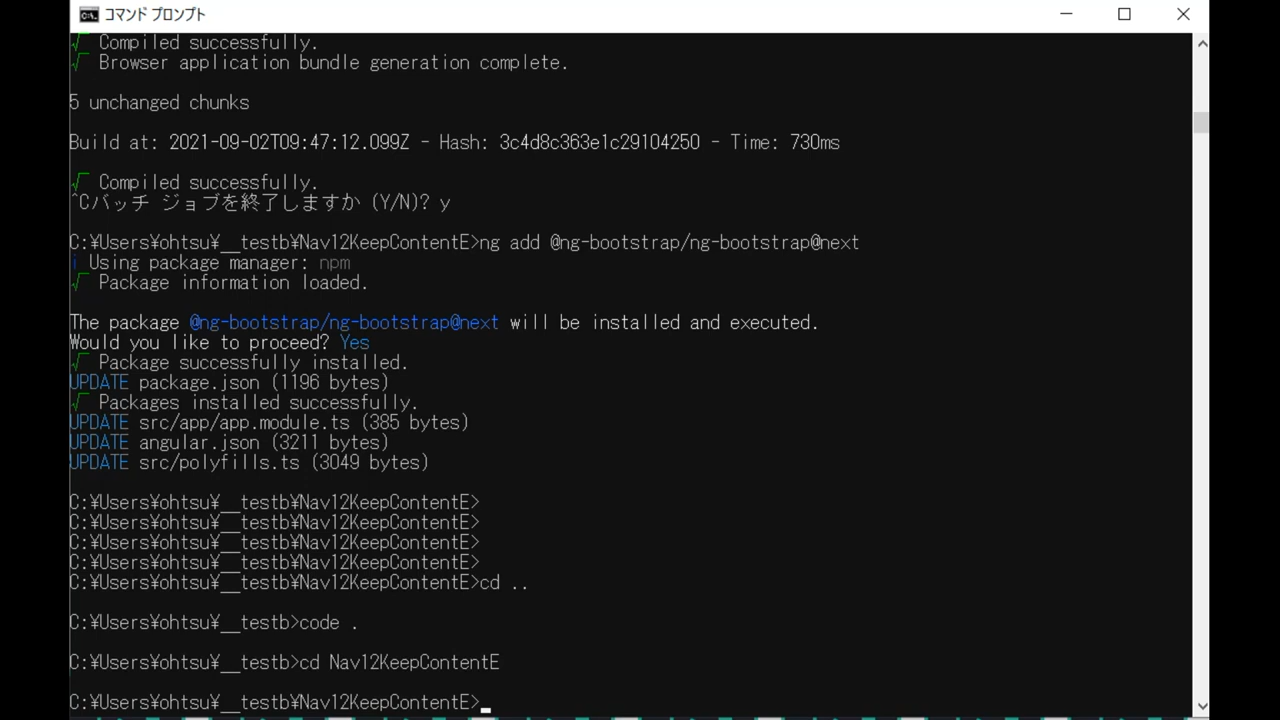 コマンド プロンプト
√ Compiled successfully.
√ Browser application bundle generation complete.
5 unchanged chunks
Build at: 2021-09-02T09:47:12.099Z - Hash: 3c4d8c363e1c29104250 - Time: 730ms
√ Compiled successfully.
^Cバッチ ジョブを終了しますか (Y/N)? y
C:¥Users¥ohtsu¥__testb¥Nav12KeepContentE>ng add @ng-bootstrap/ng-bootstrap@next
i Using package manager: npm
√ Package information loaded.
The package @ng-bootstrap/ng-bootstrap@next will be installed and executed.
Would you like to proceed? Yes
√ Package successfully installed.
UPDATE package.json (1196 bytes)
√ Packages installed successfully.
UPDATE src/app/app.module.ts (385 bytes)
UPDATE angular.json (3211 bytes)
UPDATE src/polyfills.ts (3049 bytes)
C:¥Users¥ohtsu¥__testb¥Nav12KeepContentE>
C:¥Users¥ohtsu¥__testb¥Nav12KeepContentE>
C:¥Users¥ohtsu¥__testb¥Nav12KeepContentE>
C:¥Users¥ohtsu¥__testb¥Nav12KeepContentE>
C:¥Users¥ohtsu¥__testb¥Nav12KeepContentE>cd ..
C:¥Users¥ohtsu¥__testb>code .
C:¥Users¥ohtsu¥__testb>cd Nav12KeepContentE
C:¥Users¥ohtsu¥__testb¥Nav12KeepContentE>